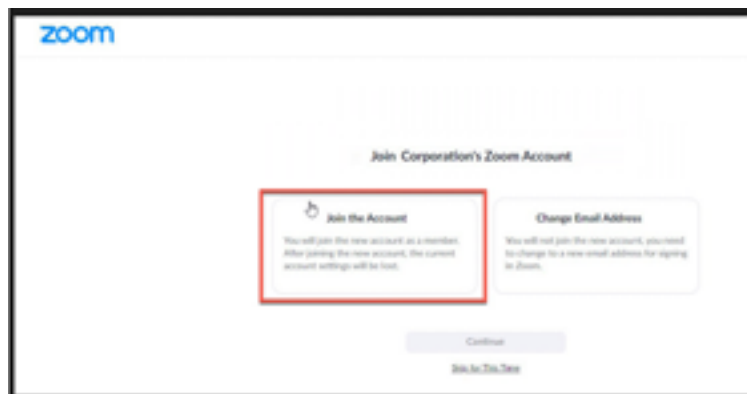 zoom
Join Corporation's Zoom Account
Join the Account
You will join the new account as a member.
After joining the new account, the current
account settings will be lost.
Change Email Address
You will not join the new account, you need
to change to a new email address for signing
in Zoom.
Continue
Skip for This Time